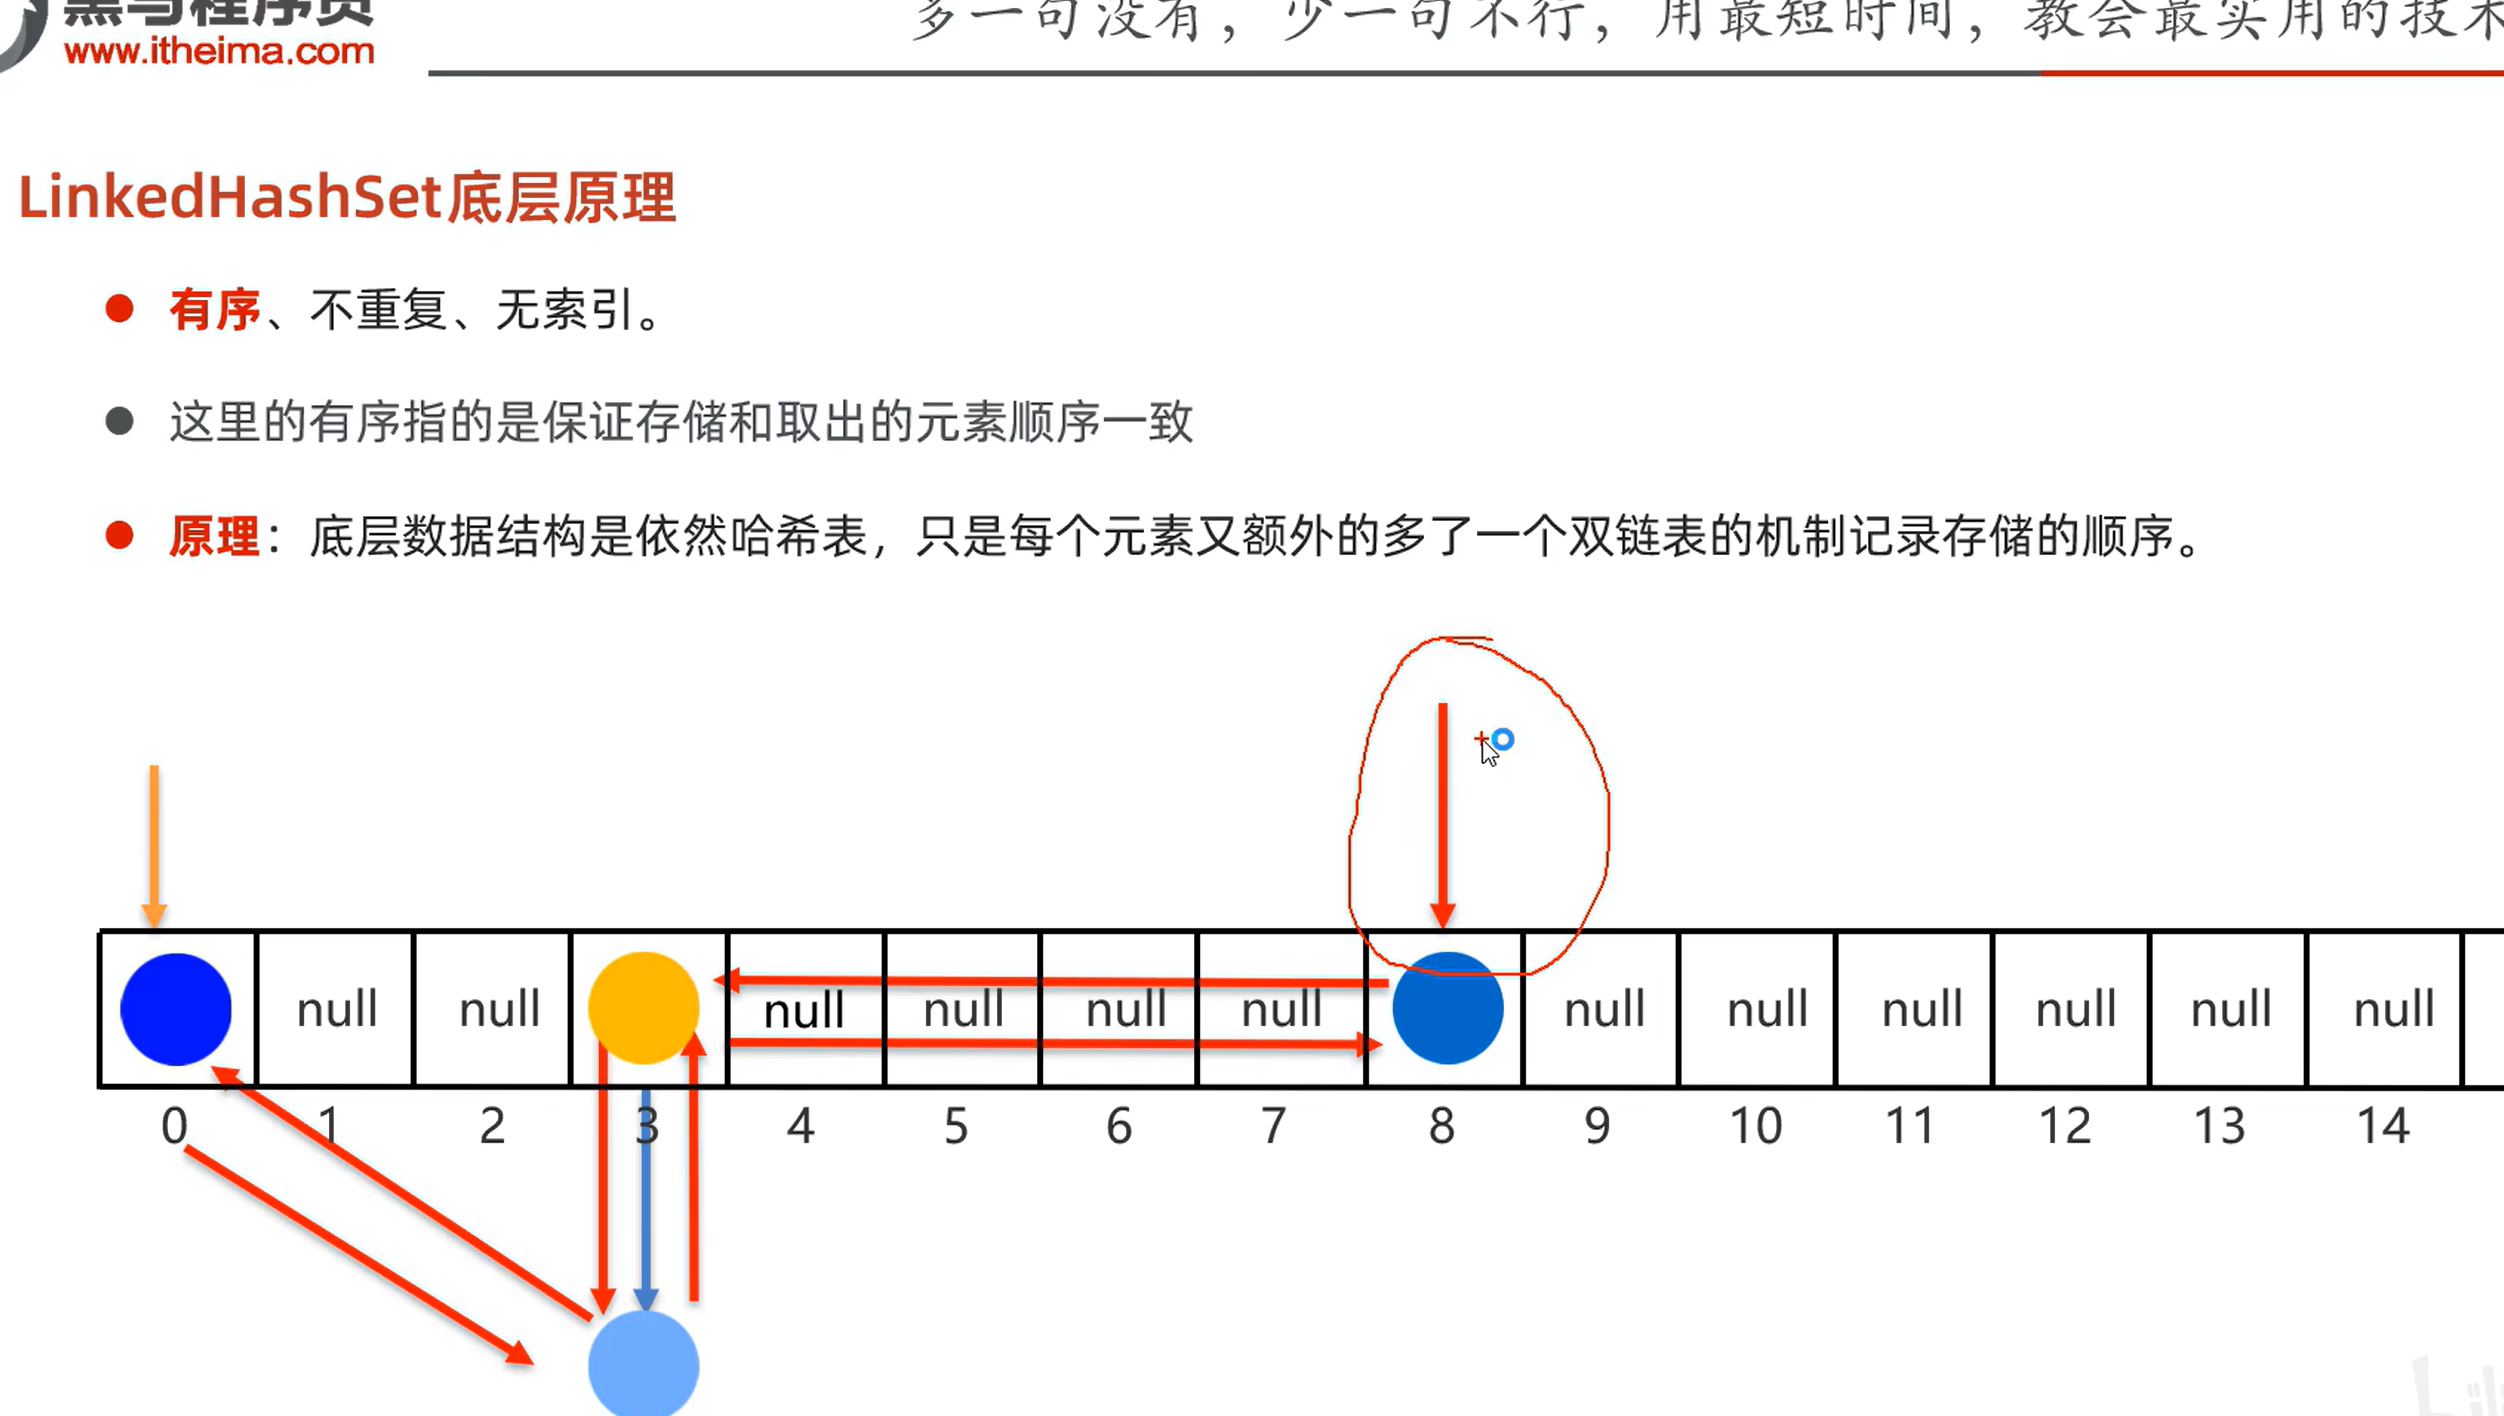 黑马程序员
www.itheima.com
多一句没有，少一句不行，用最短时间，教会最实用的技术
LinkedHashSet底层原理
有序、不重复、无索引。
这里的有序指的是保证存储和取出的元素顺序一致
原理：底层数据结构是依然哈希表，只是每个元素又额外的多了一个双链表的机制记录存储的顺序。
null null null null null null null null null null null null
0 1 2 3 4 5 6 7 8 9 10 11 12 13 14